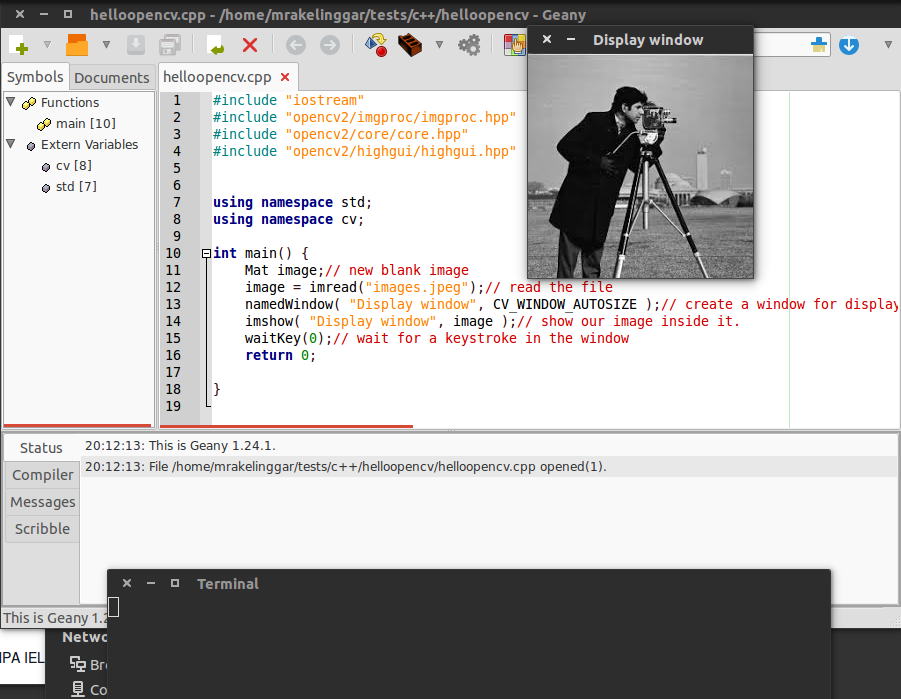 helloopencv.cpp - /home/mrakelinggar/tests/c++/helloopencv - Geany
Display window
Symbols
Documents
helloopencv.cpp
Functions
main [10]
Extern Variables
cv [8]
std [7]
1 #include "iostream"
2 #include "opencv2/imgproc/imgproc.hpp"
3 #include "opencv2/core/core.hpp"
4 #include "opencv2/highgui/highgui.hpp"
5
6
7 using namespace std;
8 using namespace cv;
9
10 int main() {
11 Mat image;// new blank image
12 image = imread("images.jpeg");// read the file
13 namedWindow( "Display window", CV_WINDOW_AUTOSIZE );// create a window for display
14 imshow( "Display window", image );// show our image inside it.
15 waitKey(0);// wait for a keystroke in the window
16 return 0;
17
18 }
19
Status
Compiler
Messages
Scribble
20:12:13: This is Geany 1.24.1.
20:12:13: File /home/mrakelinggar/tests/c++/helloopencv/helloopencv.cpp opened(1).
Terminal
This is Geany 1.2
Netwo
IPA IEL
Bro
Co